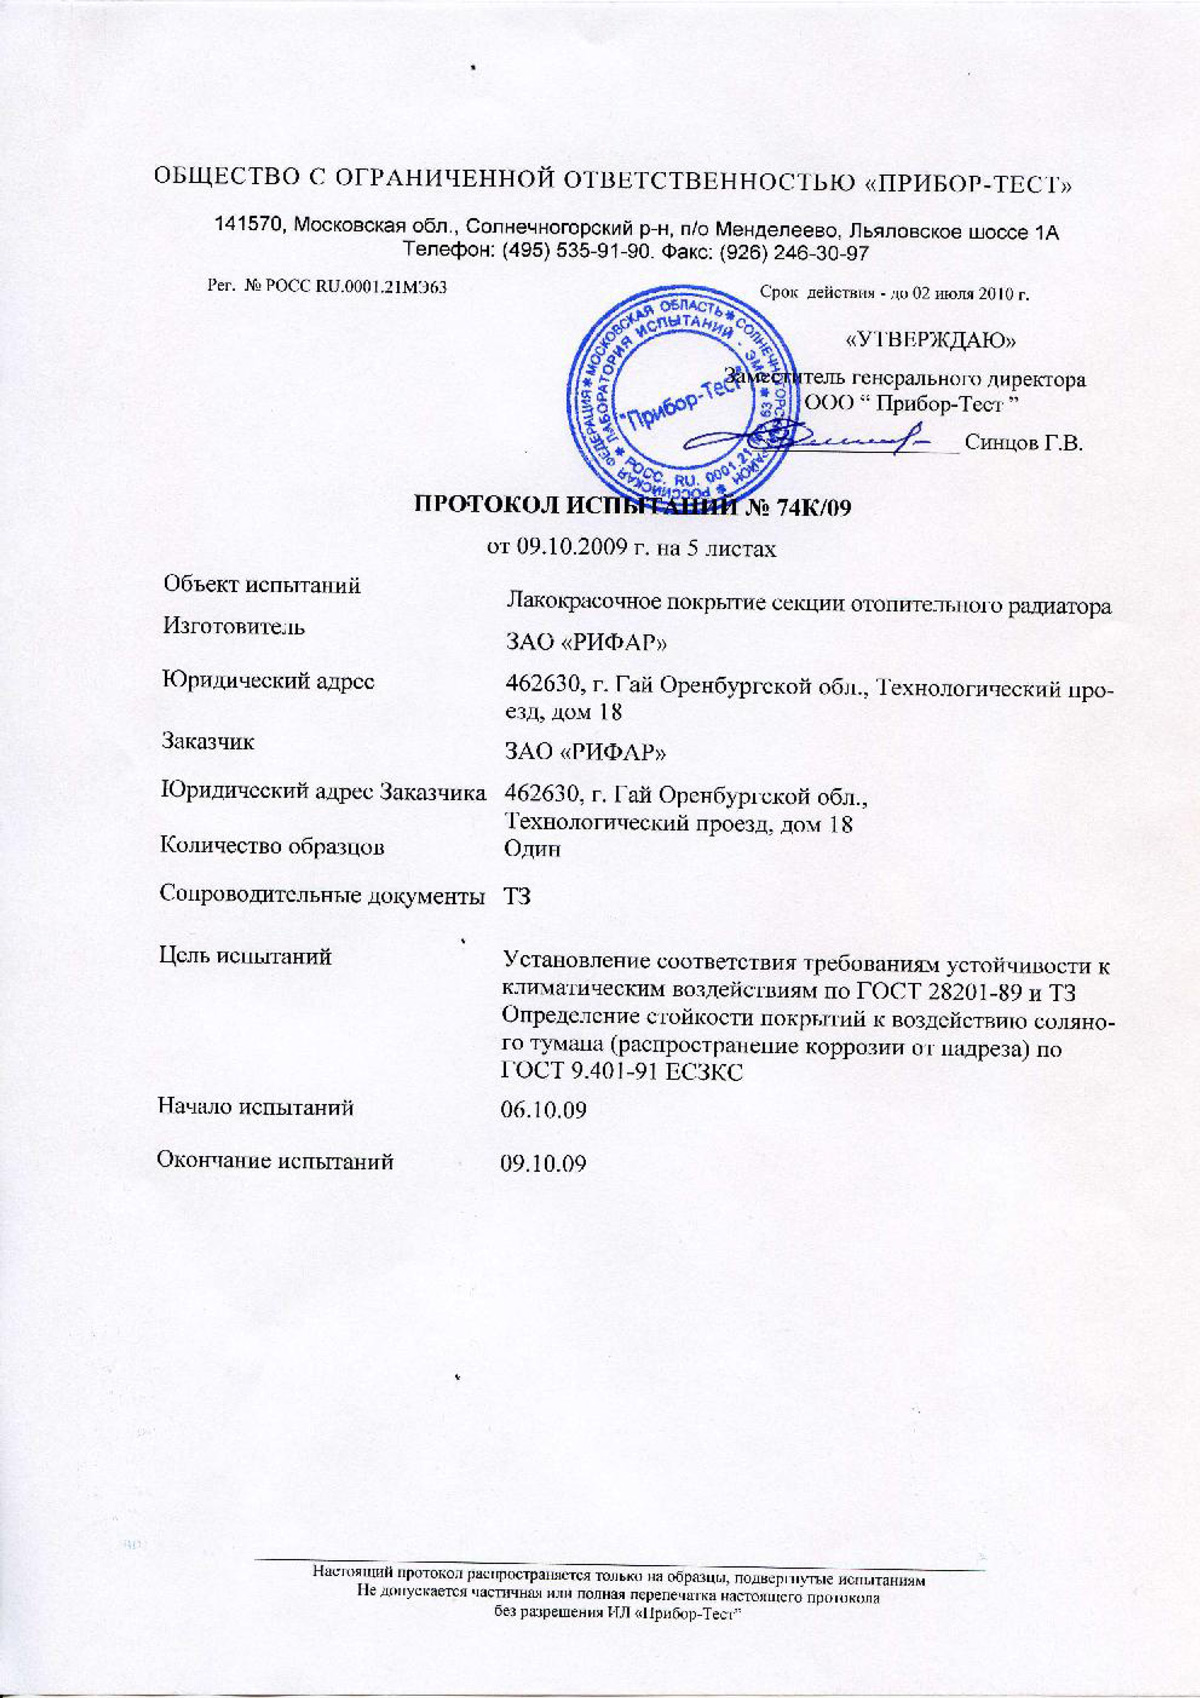 ОБЩЕСТВО С ОГРАНИЧЕННОЙ ОТВЕТСТВЕННОСТЬЮ «ПРИБОР-ТЕСТ»
141570, Московская обл., Солнечногорский р-н, п/о Менделеево, Льяловское шоссе 1А
Телефон: (495) 535-91-90. Факс: (926) 246-30-97
Рег. № РОСС RU.0001.21МЭ63
Срок действия - до 02 июля 2010 г.
«УТВЕРЖДАЮ»
Заместитель генерального директора
ООО “ Прибор-Тест ”
Синцов Г.В.
РОССИЙСКАЯ ФЕДЕРАЦИЯ * МОСКОВСКАЯ ОБЛАСТЬ * СОЛНЕЧНОГОРСКИЙ РАЙОН *
* ЛАБОРАТОРИЯ ИСПЫТАНИЙ - ЭМС *
РОСС. RU. 0001.21 МЭ 63
"Прибор-Тест"
ПРОТОКОЛ ИСПЫТАНИЙ № 74К/09
от 09.10.2009 г. на 5 листах
Объект испытаний Лакокрасочное покрытие секции отопительного радиатора
Изготовитель ЗАО «РИФАР»
Юридический адрес 462630, г. Гай Оренбургской обл., Технологический про-
езд, дом 18
Заказчик ЗАО «РИФАР»
Юридический адрес Заказчика 462630, г. Гай Оренбургской обл.,
Технологический проезд, дом 18
Количество образцов Один
Сопроводительные документы ТЗ
Цель испытаний Установление соответствия требованиям устойчивости к
климатическим воздействиям по ГОСТ 28201-89 и ТЗ
Определение стойкости покрытий к воздействию соляно-
го тумана (распространение коррозии от надреза) по
ГОСТ 9.401-91 ЕСЗКС
Начало испытаний 06.10.09
Окончание испытаний 09.10.09
Настоящий протокол распространяется только на образцы, подвергнутые испытаниям
Не допускается частичная или полная перепечатка настоящего протокола
без разрешения ИЛ «Прибор-Тест”